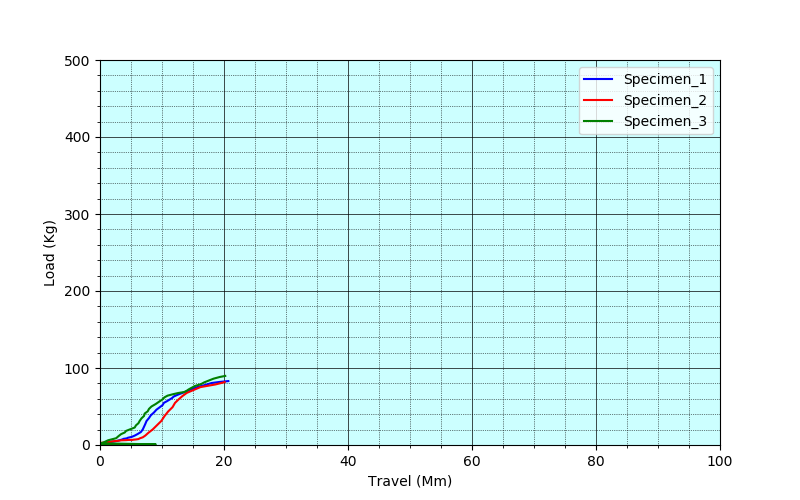 500
400
300
200
100
0
Load (Kg)
Specimen_1
Specimen_2
Specimen_3
0 20 40 60 80 100
Travel (Mm)